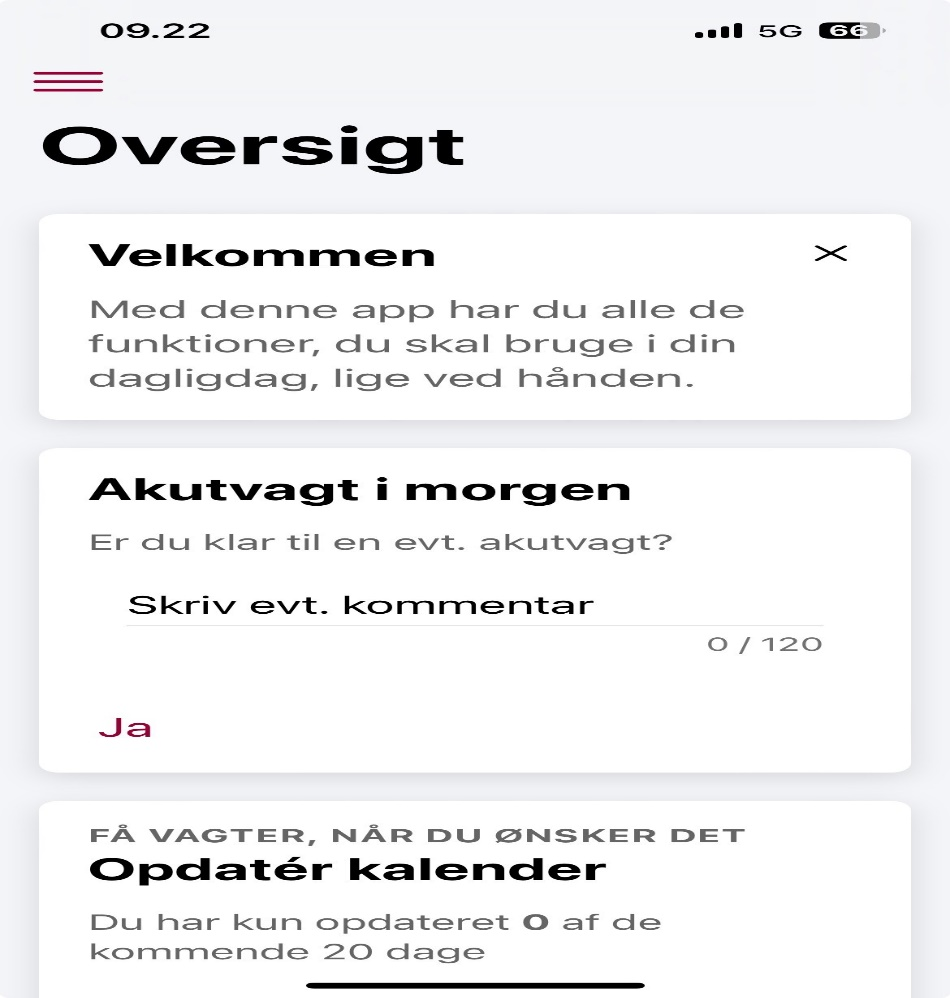 09.22
5G 66
Oversigt
Velkommen
Med denne app har du alle de
funktioner, du skal bruge i din
dagligdag, lige ved hånden.
Akutvagt i morgen
Er du klar til en evt. akutvagt?
Skriv evt. kommentar
0 / 120
Ja
FÅ VAGTER, NÅR DU ØNSKER DET
Opdatér kalender
Du har kun opdateret 0 af de
kommende 20 dage